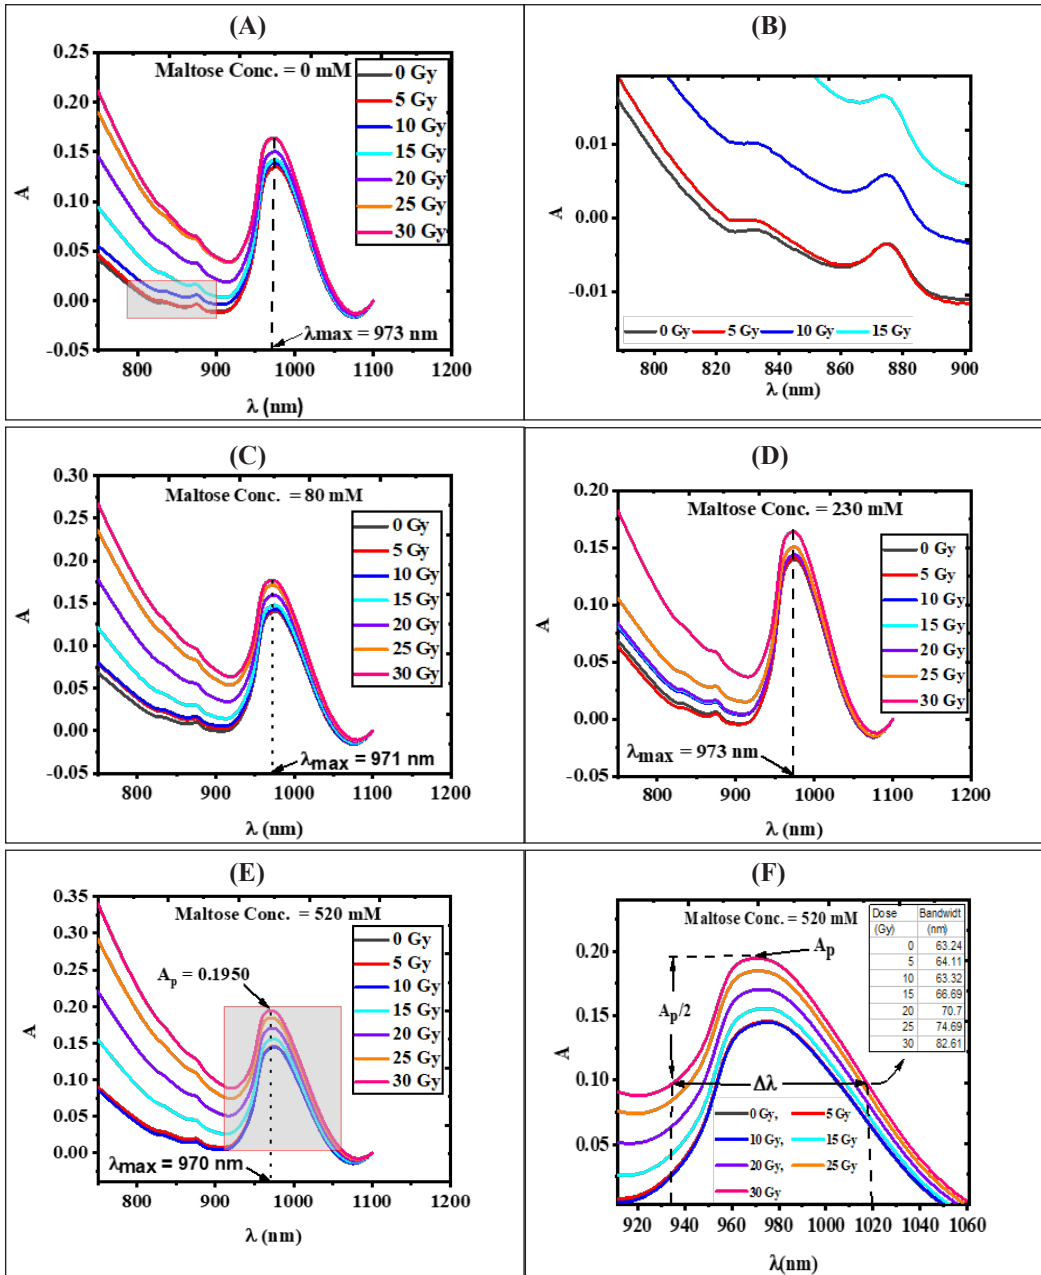 (A)
Maltose Conc. = 0 mM
0 Gy
5 Gy
10 Gy
15 Gy
20 Gy
25 Gy
30 Gy
λmax = 973 nm
0.25
0.20
0.15
0.10
0.05
0.00
-0.05
A
800 900 1000 1100 1200
λ (nm)
(B)
0.01
0.00
-0.01
A
0 Gy 5 Gy 10 Gy 15 Gy
800 820 840 860 880 900
λ (nm)
(C)
Maltose Conc. = 80 mM
0 Gy
5 Gy
10 Gy
15 Gy
20 Gy
25 Gy
30 Gy
λmax = 971 nm
0.30
0.25
0.20
0.15
0.10
0.05
0.00
-0.05
A
800 900 1000 1100 1200
λ (nm)
(D)
Maltose Conc. = 230 mM
0 Gy
5 Gy
10 Gy
15 Gy
20 Gy
25 Gy
30 Gy
λmax = 973 nm
0.20
0.15
0.10
0.05
0.00
-0.05
A
800 900 1000 1100 1200
λ (nm)
(E)
Maltose Conc. = 520 mM
0 Gy
5 Gy
10 Gy
15 Gy
20 Gy
25 Gy
30 Gy
Ap = 0.1950
λmax = 970 nm
0.35
0.30
0.25
0.20
0.15
0.10
0.05
0.00
A
800 900 1000 1100 1200
λ (nm)
(F)
Maltose Conc. = 520 mM
Dose Bandwidt
(Gy) (nm)
0 63.24
5 64.11
10 63.32
15 66.69
20 70.7
25 74.69
30 82.61
Ap
Ap/2
Δλ
0 Gy, 5 Gy
10 Gy, 15 Gy
20 Gy, 25 Gy
30 Gy
0.20
0.15
0.10
0.05
A
920 940 960 980 1000 1020 1040 1060
λ(nm)